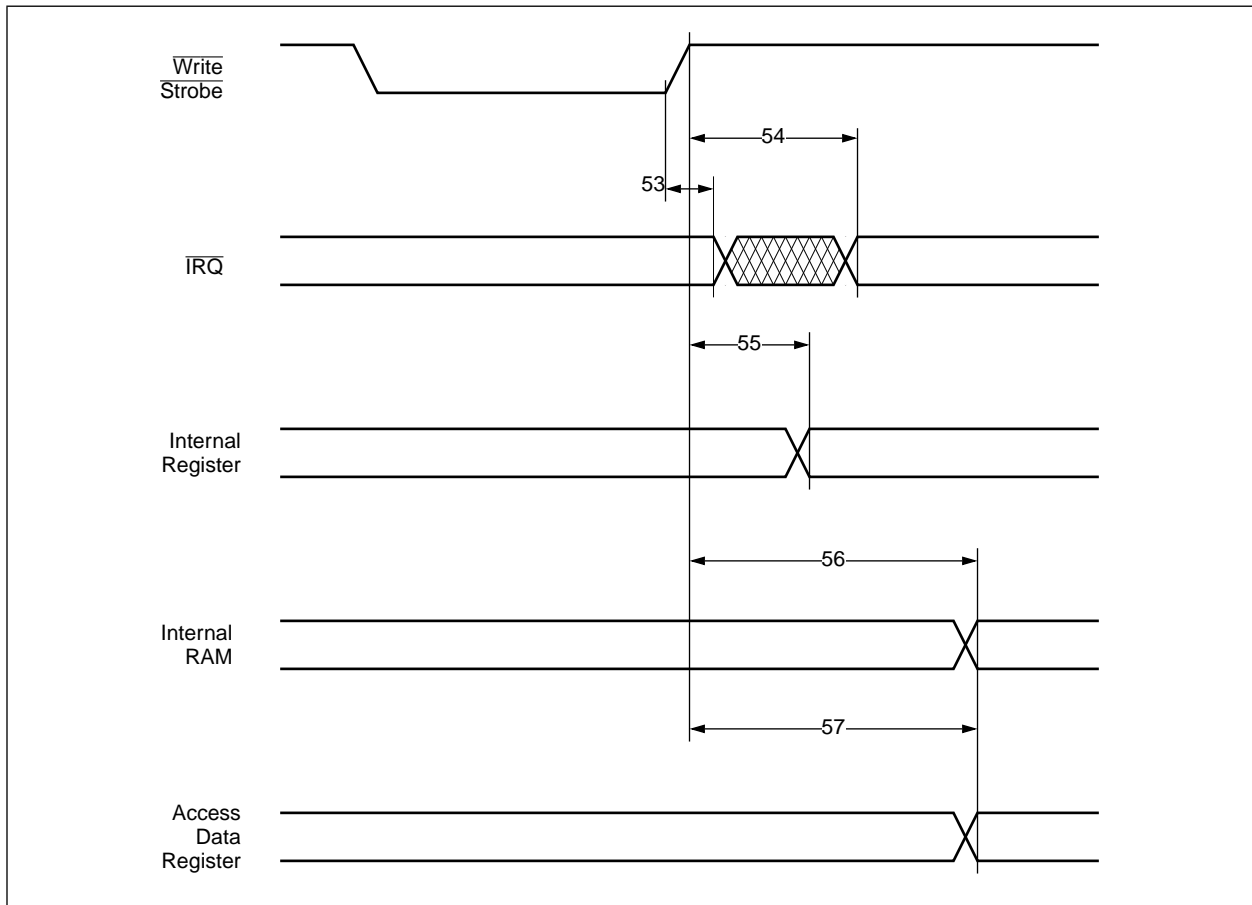 Write
Strobe
54
53
IRQ
55
Internal
Register
56
Internal
RAM
57
Access
Data
Register